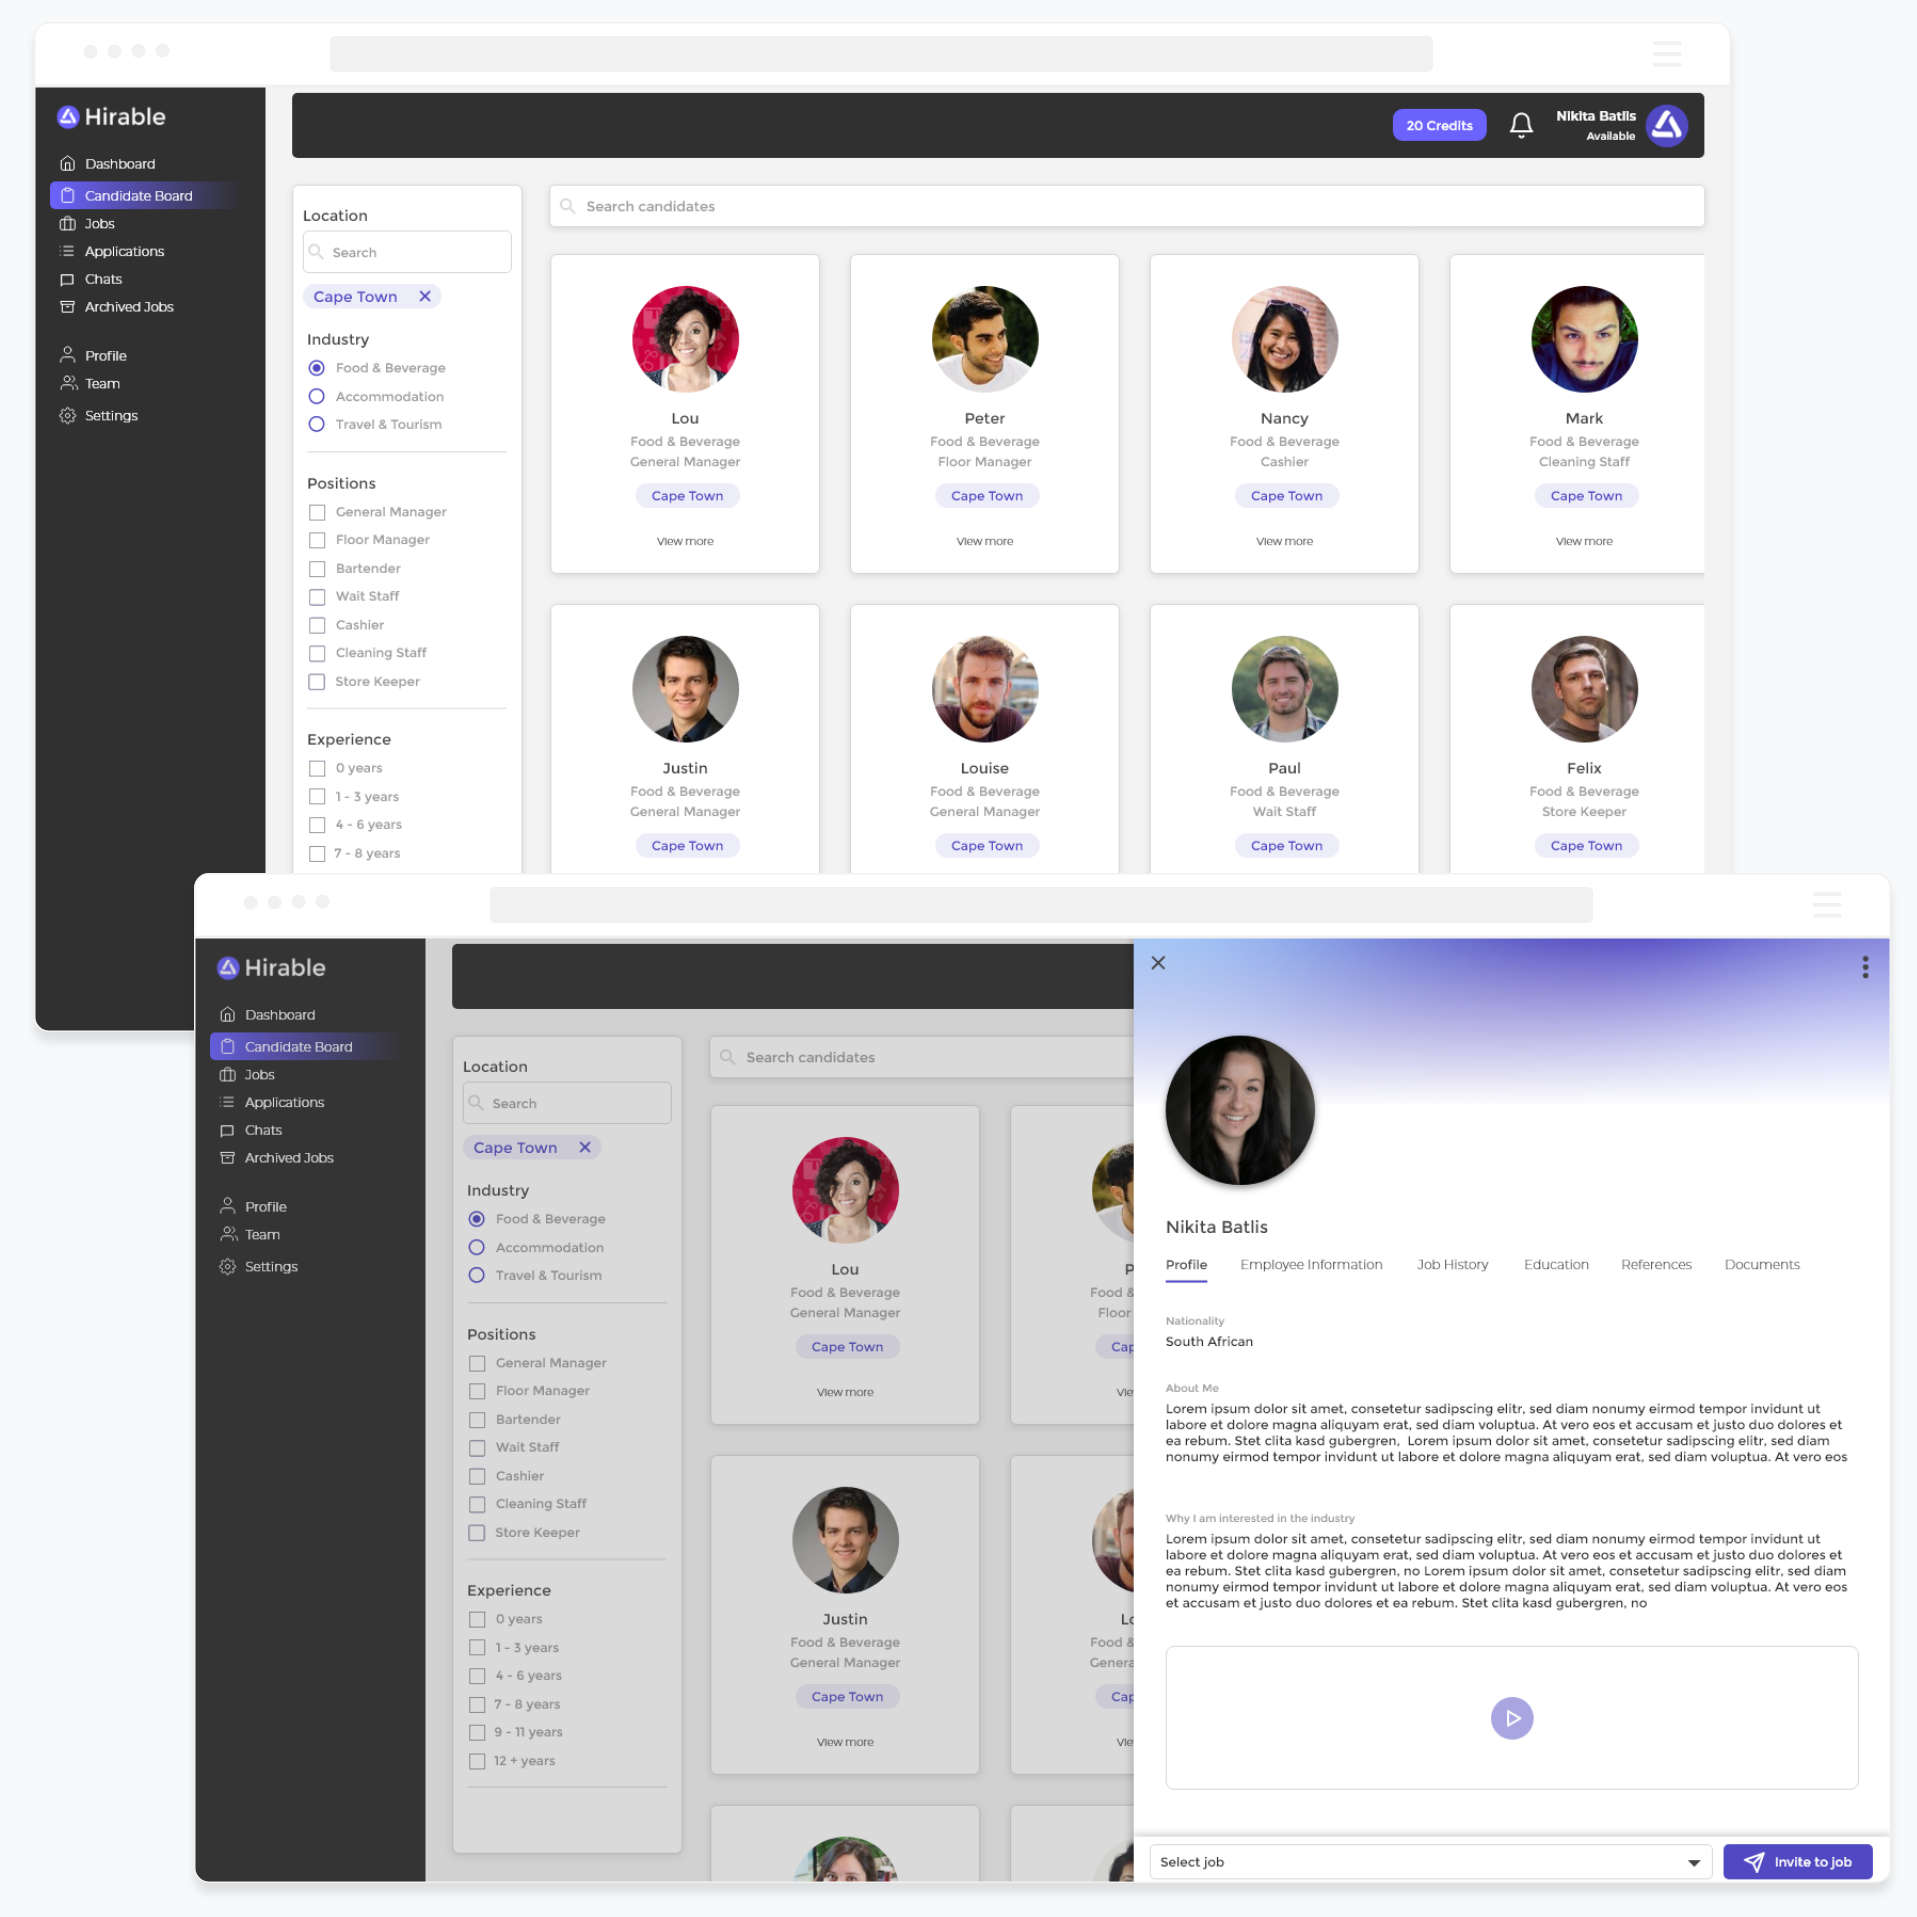 Hirable
Dashboard
Candidate Board
Jobs
Applications
Chats
Archived Jobs
Profile
Team
Settings
20 Credits
Nikita Batlis
Available
Location
Search
Cape Town
Industry
Food & Beverage
Accommodation
Travel & Tourism
Positions
General Manager
Floor Manager
Bartender
Wait Staff
Cashier
Cleaning Staff
Store Keeper
Experience
0 years
1 - 3 years
4 - 6 years
7 - 8 years
Search candidates
Lou
Food & Beverage
General Manager
Cape Town
View more
Peter
Food & Beverage
Floor Manager
Cape Town
View more
Nancy
Food & Beverage
Cashier
Cape Town
View more
Mark
Food & Beverage
Cleaning Staff
Cape Town
View more
Justin
Food & Beverage
General Manager
Cape Town
Louise
Food & Beverage
General Manager
Cape Town
Paul
Food & Beverage
Wait Staff
Cape Town
Felix
Food & Beverage
Store Keeper
Cape Town
Hirable
Dashboard
Candidate Board
Jobs
Applications
Chats
Archived Jobs
Profile
Team
Settings
Location
Search
Cape Town
Industry
Food & Beverage
Accommodation
Travel & Tourism
Positions
General Manager
Floor Manager
Bartender
Wait Staff
Cashier
Cleaning Staff
Store Keeper
Experience
0 years
1 - 3 years
4 - 6 years
7 - 8 years
9 - 11 years
12 + years
Search candidates
Lou
Food & Beverage
General Manager
Cape Town
View more
P
Food &
Floor
Cap
Vie
Justin
Food & Beverage
General Manager
Cape Town
View more
Lo
Food &
Genera
Cap
Vie
Nikita Batlis
Profile Employee Information Job History Education References Documents
Nationality
South African
About Me
Lorem ipsum dolor sit amet, consetetur sadipscing elitr, sed diam nonumy eirmod tempor invidunt ut
labore et dolore magna aliquyam erat, sed diam voluptua. At vero eos et accusam et justo duo dolores et
ea rebum. Stet clita kasd gubergren, Lorem ipsum dolor sit amet, consetetur sadipscing elitr, sed diam
nonumy eirmod tempor invidunt ut labore et dolore magna aliquyam erat, sed diam voluptua. At vero eos
Why I am interested in the industry
Lorem ipsum dolor sit amet, consetetur sadipscing elitr, sed diam nonumy eirmod tempor invidunt ut
labore et dolore magna aliquyam erat, sed diam voluptua. At vero eos et accusam et justo duo dolores et
ea rebum. Stet clita kasd gubergren, no Lorem ipsum dolor sit amet, consetetur sadipscing elitr, sed diam
nonumy eirmod tempor invidunt ut labore et dolore magna aliquyam erat, sed diam voluptua. At vero eos
et accusam et justo duo dolores et ea rebum. Stet clita kasd gubergren, no
Select job
Invite to job